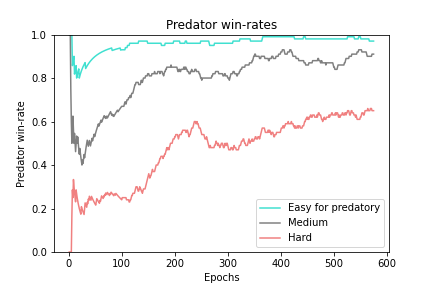 Predator win-rates
Predator win-rate
1.0
0.8
0.6
0.4
0.2
0.0
Easy for predatory
Medium
Hard
0 100 200 300 400 500 600
Epochs